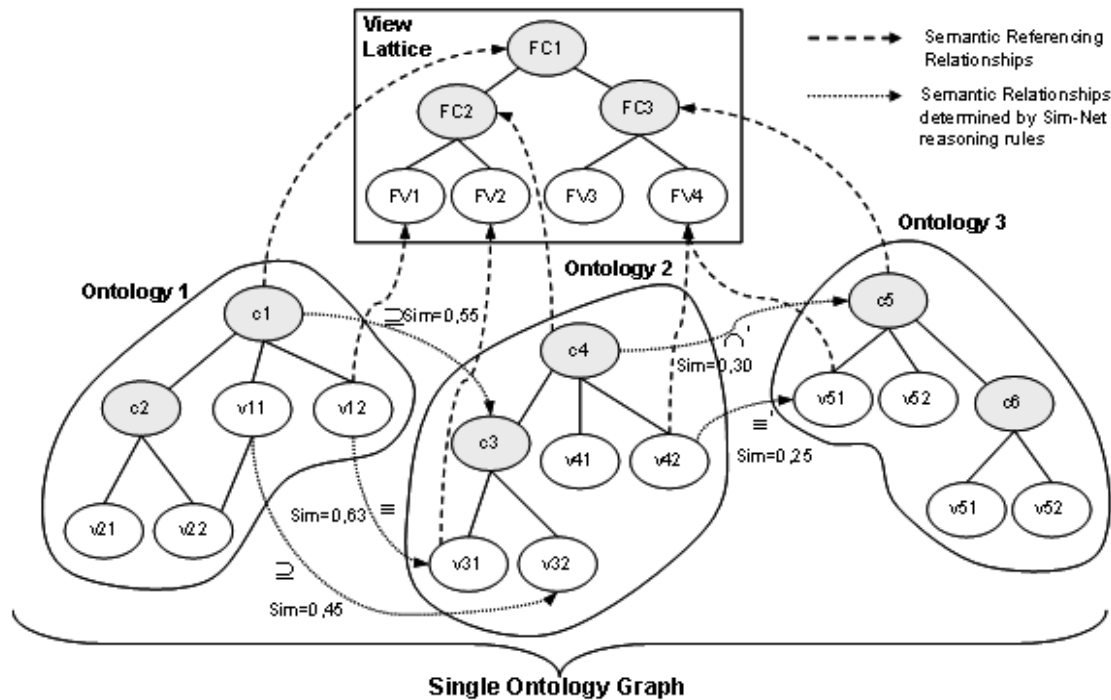 View
Lattice
FC1
FC2
FC3
FV1
FV2
FV3
FV4
Semantic Referencing
Relationships
Semantic Relationships
determined by Sim-Net
reasoning rules
Ontology 1
c1
c2
v11
v12
v21
v22
Ontology 2
c4
c3
v41
v42
v31
v32
Ontology 3
c5
v51
v52
c6
v51
v52
⊇Sim=0,55
∩'
Sim=0,30
≡'
Sim=0,25
Sim=0,63 ≡
⊇
Sim=0,45
Single Ontology Graph